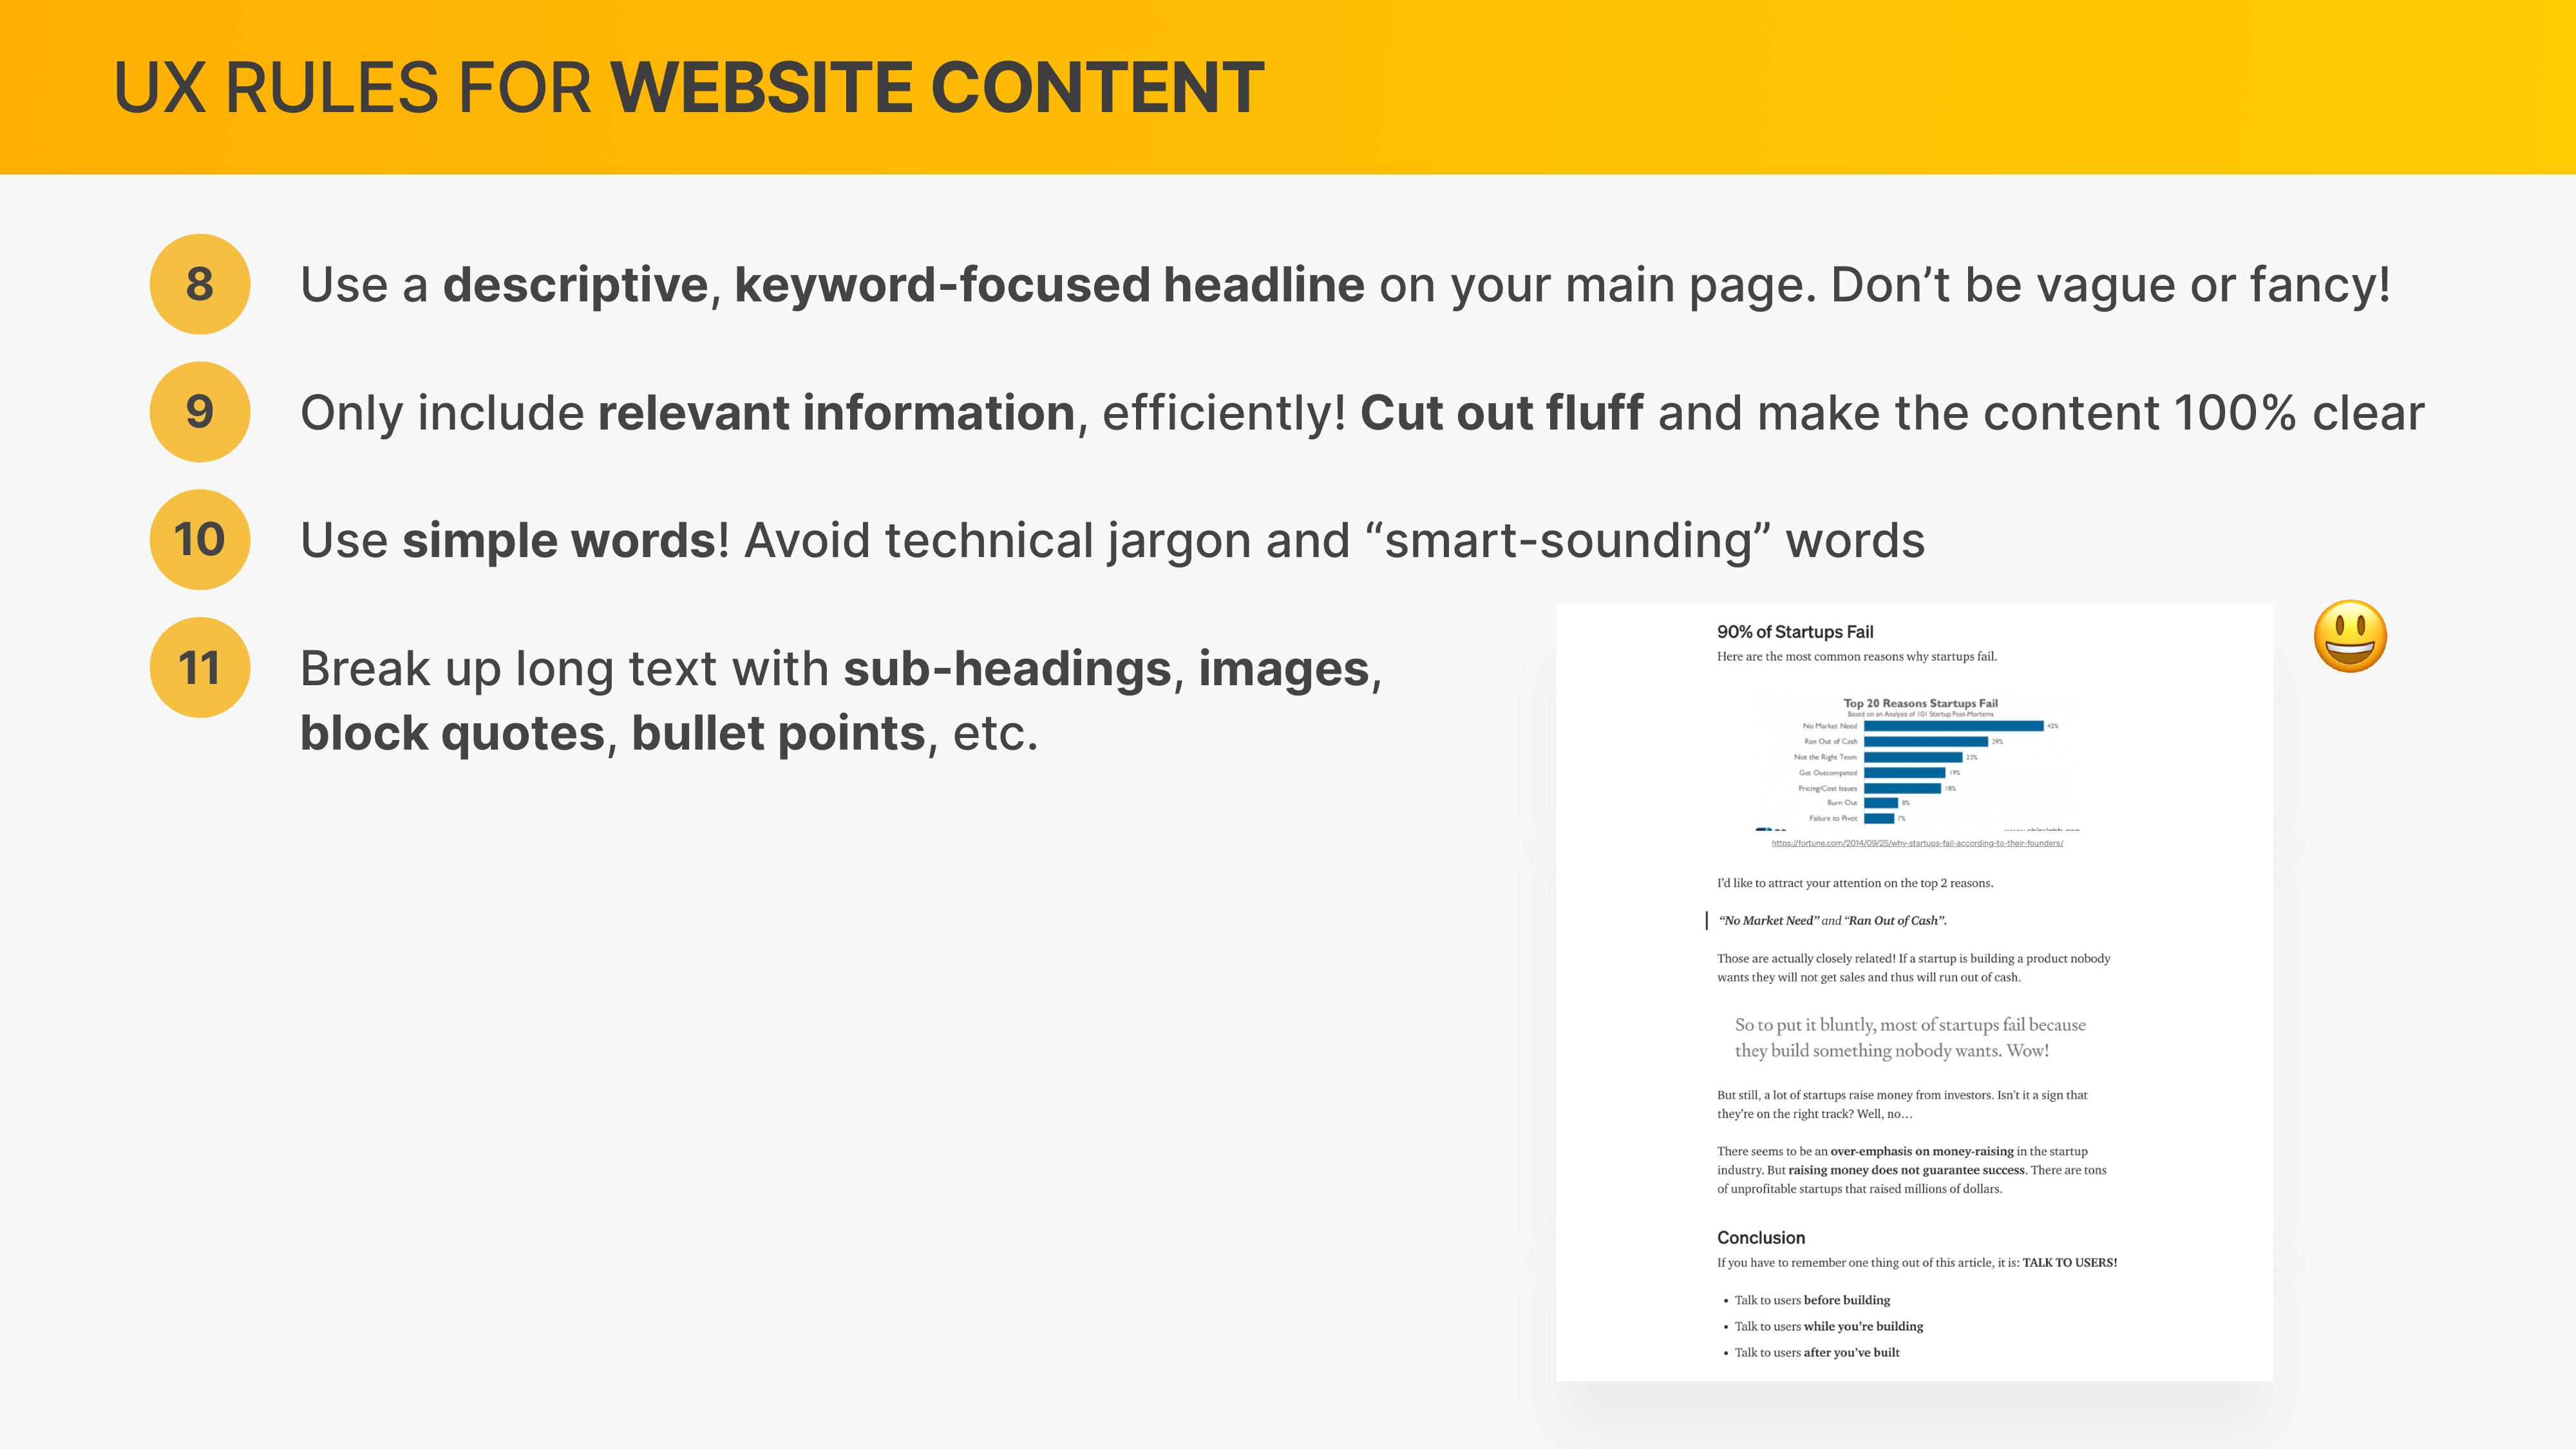 UX RULES FOR WEBSITE CONTENT
8
Use a descriptive, keyword-focused headline on your main page. Don’t be vague or fancy!
9
Only include relevant information, efficiently! Cut out fluff and make the content 100% clear
10
Use simple words! Avoid technical jargon and “smart-sounding” words
11
Break up long text with sub-headings, images,
block quotes, bullet points, etc.
90% of Startups Fail
Here are the most common reasons why startups fail.
Top 20 Reasons Startups Fail
Based on an Analysis of 101 Startup Post-Mortems
No Market Need 42%
Ran Out of Cash 29%
Not the Right Team 23%
Get Outcompeted 19%
Pricing/Cost Issues 18%
Burn Out 8%
Failure to Pivot 7%
https://fortune.com/2014/09/25/why-startups-fail-according-to-their-founders/
I’d like to attract your attention on the top 2 reasons.
“No Market Need” and “Ran Out of Cash”.
Those are actually closely related! If a startup is building a product nobody
wants they will not get sales and thus will run out of cash.
So to put it bluntly, most of startups fail because
they build something nobody wants. Wow!
But still, a lot of startups raise money from investors. Isn’t it a sign that
they’re on the right track? Well, no…
There seems to be an over-emphasis on money-raising in the startup
industry. But raising money does not guarantee success. There are tons
of unprofitable startups that raised millions of dollars.
Conclusion
If you have to remember one thing out of this article, it is: TALK TO USERS!
• Talk to users before building
• Talk to users while you’re building
• Talk to users after you’ve built